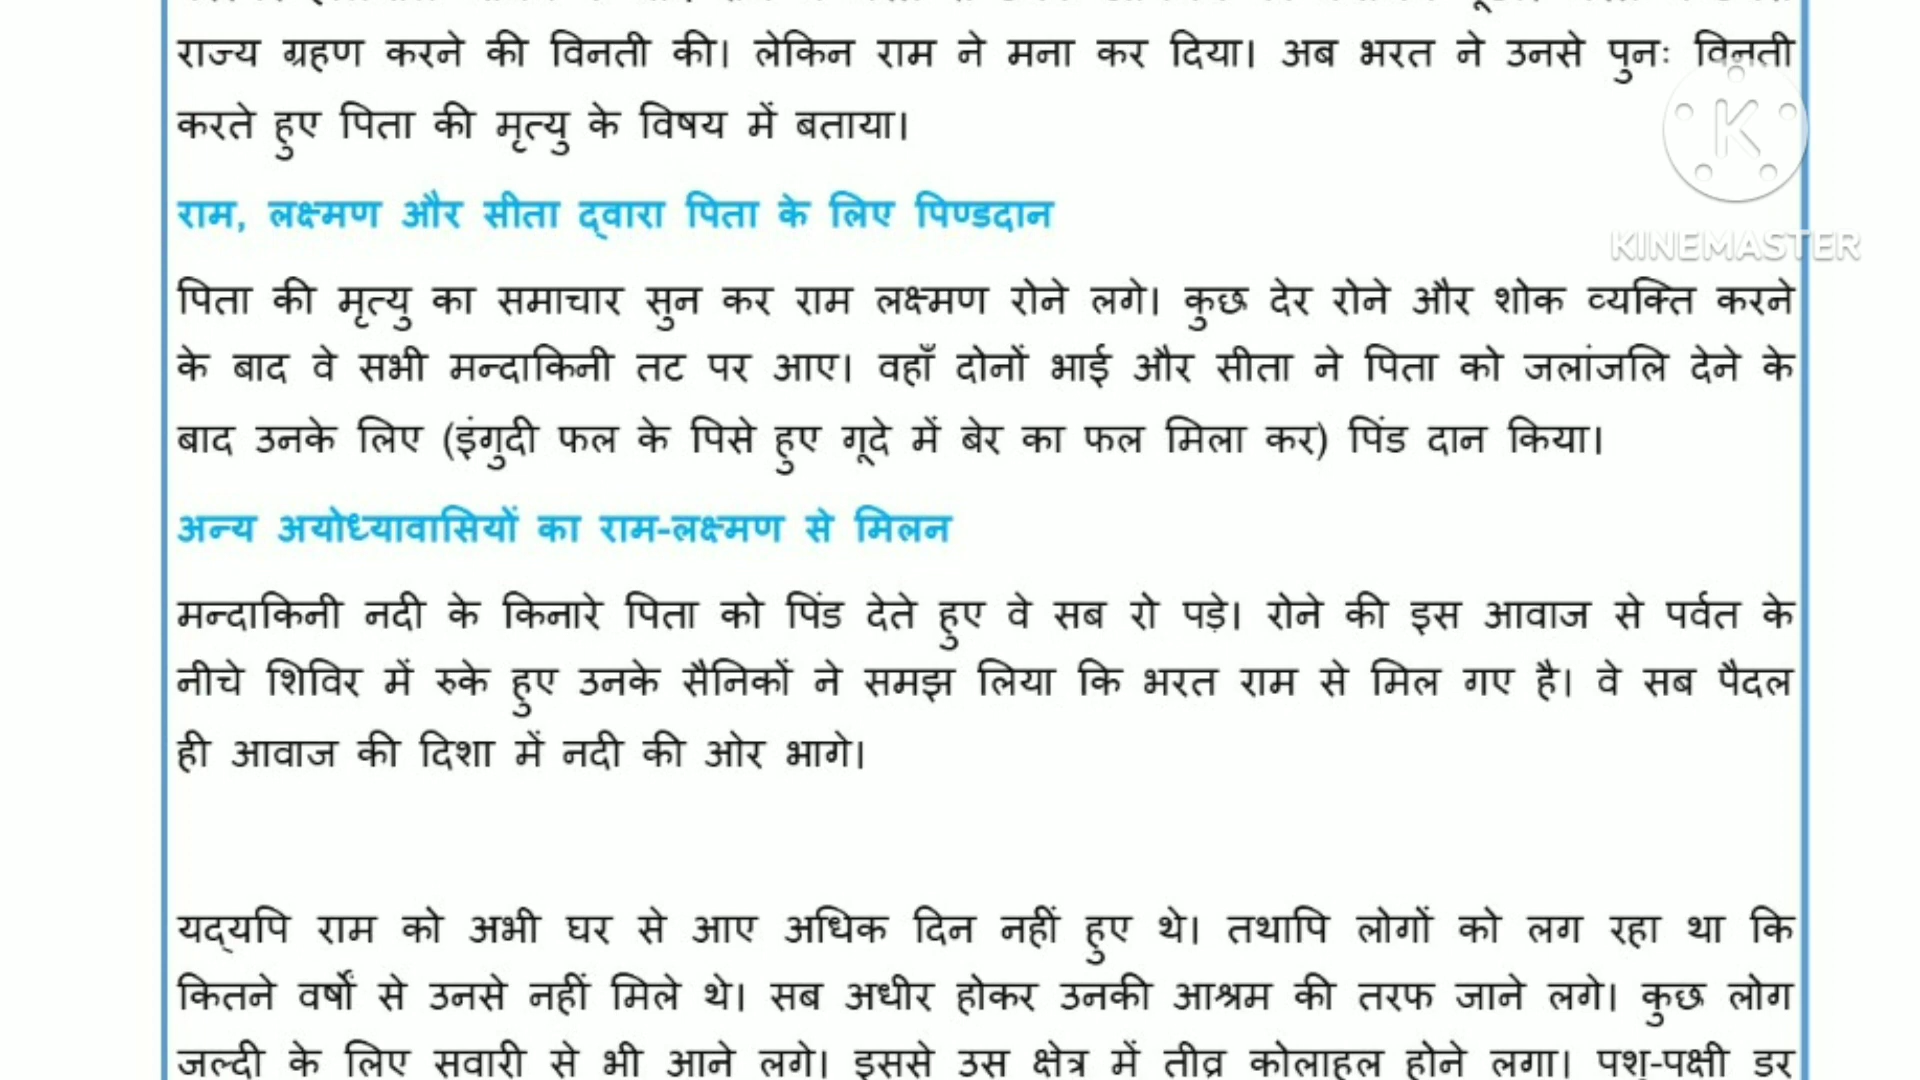 राज्य ग्रहण करने की विनती की। लेकिन राम ने मना कर दिया। अब भरत ने उनसे पुनः विनती
करते हुए पिता की मृत्यु के विषय में बताया।
KINEMASTER
राम, लक्ष्मण और सीता द्वारा पिता के लिए पिण्डदान
पिता की मृत्यु का समाचार सुन कर राम लक्ष्मण रोने लगे। कुछ देर रोने और शोक व्यक्ति करने
के बाद वे सभी मन्दाकिनी तट पर आए। वहाँ दोनों भाई और सीता ने पिता को जलांजलि देने के
बाद उनके लिए (इंगुदी फल के पिसे हुए गूदे में बेर का फल मिला कर) पिंड दान किया।
अन्य अयोध्यावासियों का राम-लक्ष्मण से मिलन
मन्दाकिनी नदी के किनारे पिता को पिंड देते हुए वे सब रो पड़े। रोने की इस आवाज से पर्वत के
नीचे शिविर में रुके हुए उनके सैनिकों ने समझ लिया कि भरत राम से मिल गए है। वे सब पैदल
ही आवाज की दिशा में नदी की ओर भागे।
यद्यपि राम को अभी घर से आए अधिक दिन नहीं हुए थे। तथापि लोगों को लग रहा था कि
कितने वर्षों से उनसे नहीं मिले थे। सब अधीर होकर उनकी आश्रम की तरफ जाने लगे। कुछ लोग
जल्दी के लिए सवारी से भी आने लगे। इससे उस क्षेत्र में तीव्र कोलाहल होने लगा। पशु-पक्षी डर